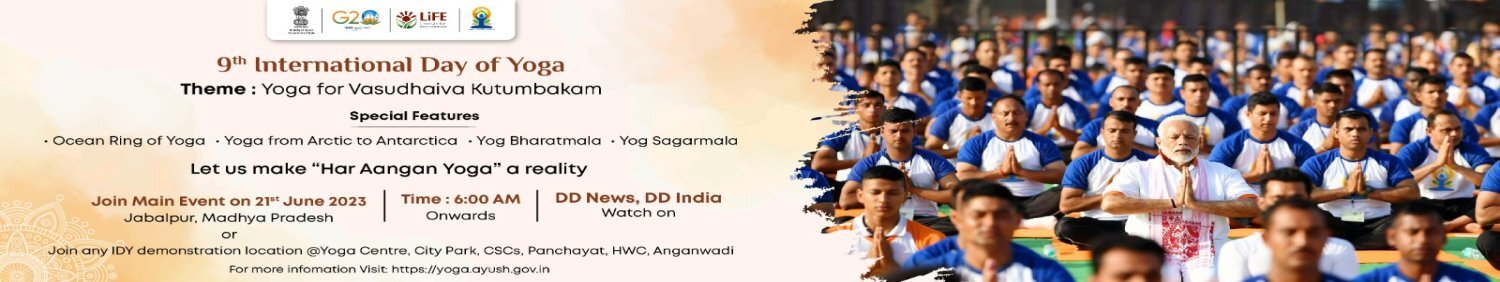 G20
LiFE
9th International Day of Yoga
Theme : Yoga for Vasudhaiva Kutumbakam
Special Features
• Ocean Ring of Yoga • Yoga from Arctic to Antarctica • Yog Bharatmala • Yog Sagarmala
Let us make “Har Aangan Yoga” a reality
Join Main Event on 21st June 2023
Jabalpur, Madhya Pradesh
Time : 6:00 AM
Onwards
DD News, DD India
Watch on
or
Join any IDY demonstration location @Yoga Centre, City Park, CSCs, Panchayat, HWC, Anganwadi
For more infomation Visit: https://yoga.ayush.gov.in